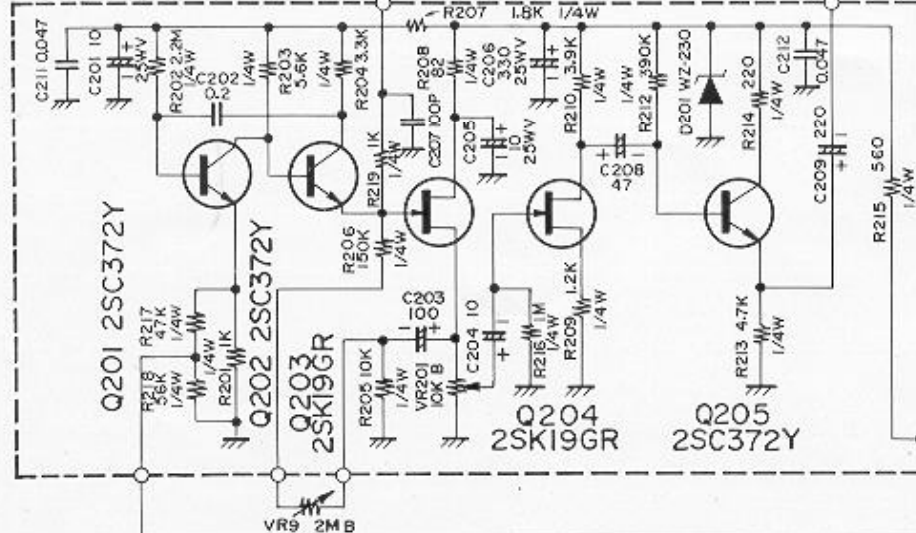 R207 1.8K 1/4W
C211 0.047
C201 10
25WV
R202 2.2M
1/4W
C202
0.2
1/4W
R203
5.6K
1/4W
R204 3.3K
R219 1K
1/4W
C207 100P
R208
82
1/4W
C205
10
25WV
C206
330
25WV
3.9K
R210
1/4W
C208
47
390K
1/4W
R212
D201 WZ-230
220
R214
1/4W
C212
0.047
C209 220
560
R215
1/4W
R206
150K
1/4W
Q201 2SC372Y
R217
47K
1/4W
R218
56K
1/4W
1/4W
R201 1K
Q202 2SC372Y
Q203
2SK19GR
C203
100
R205 10K
1/4W
VR201
10K B
C204 10
R216 1M
1/4W
1.2K
R209
1/4W
Q204
2SK19GR
R213 4.7K
1/4W
Q205
2SC372Y
VR9 2M B